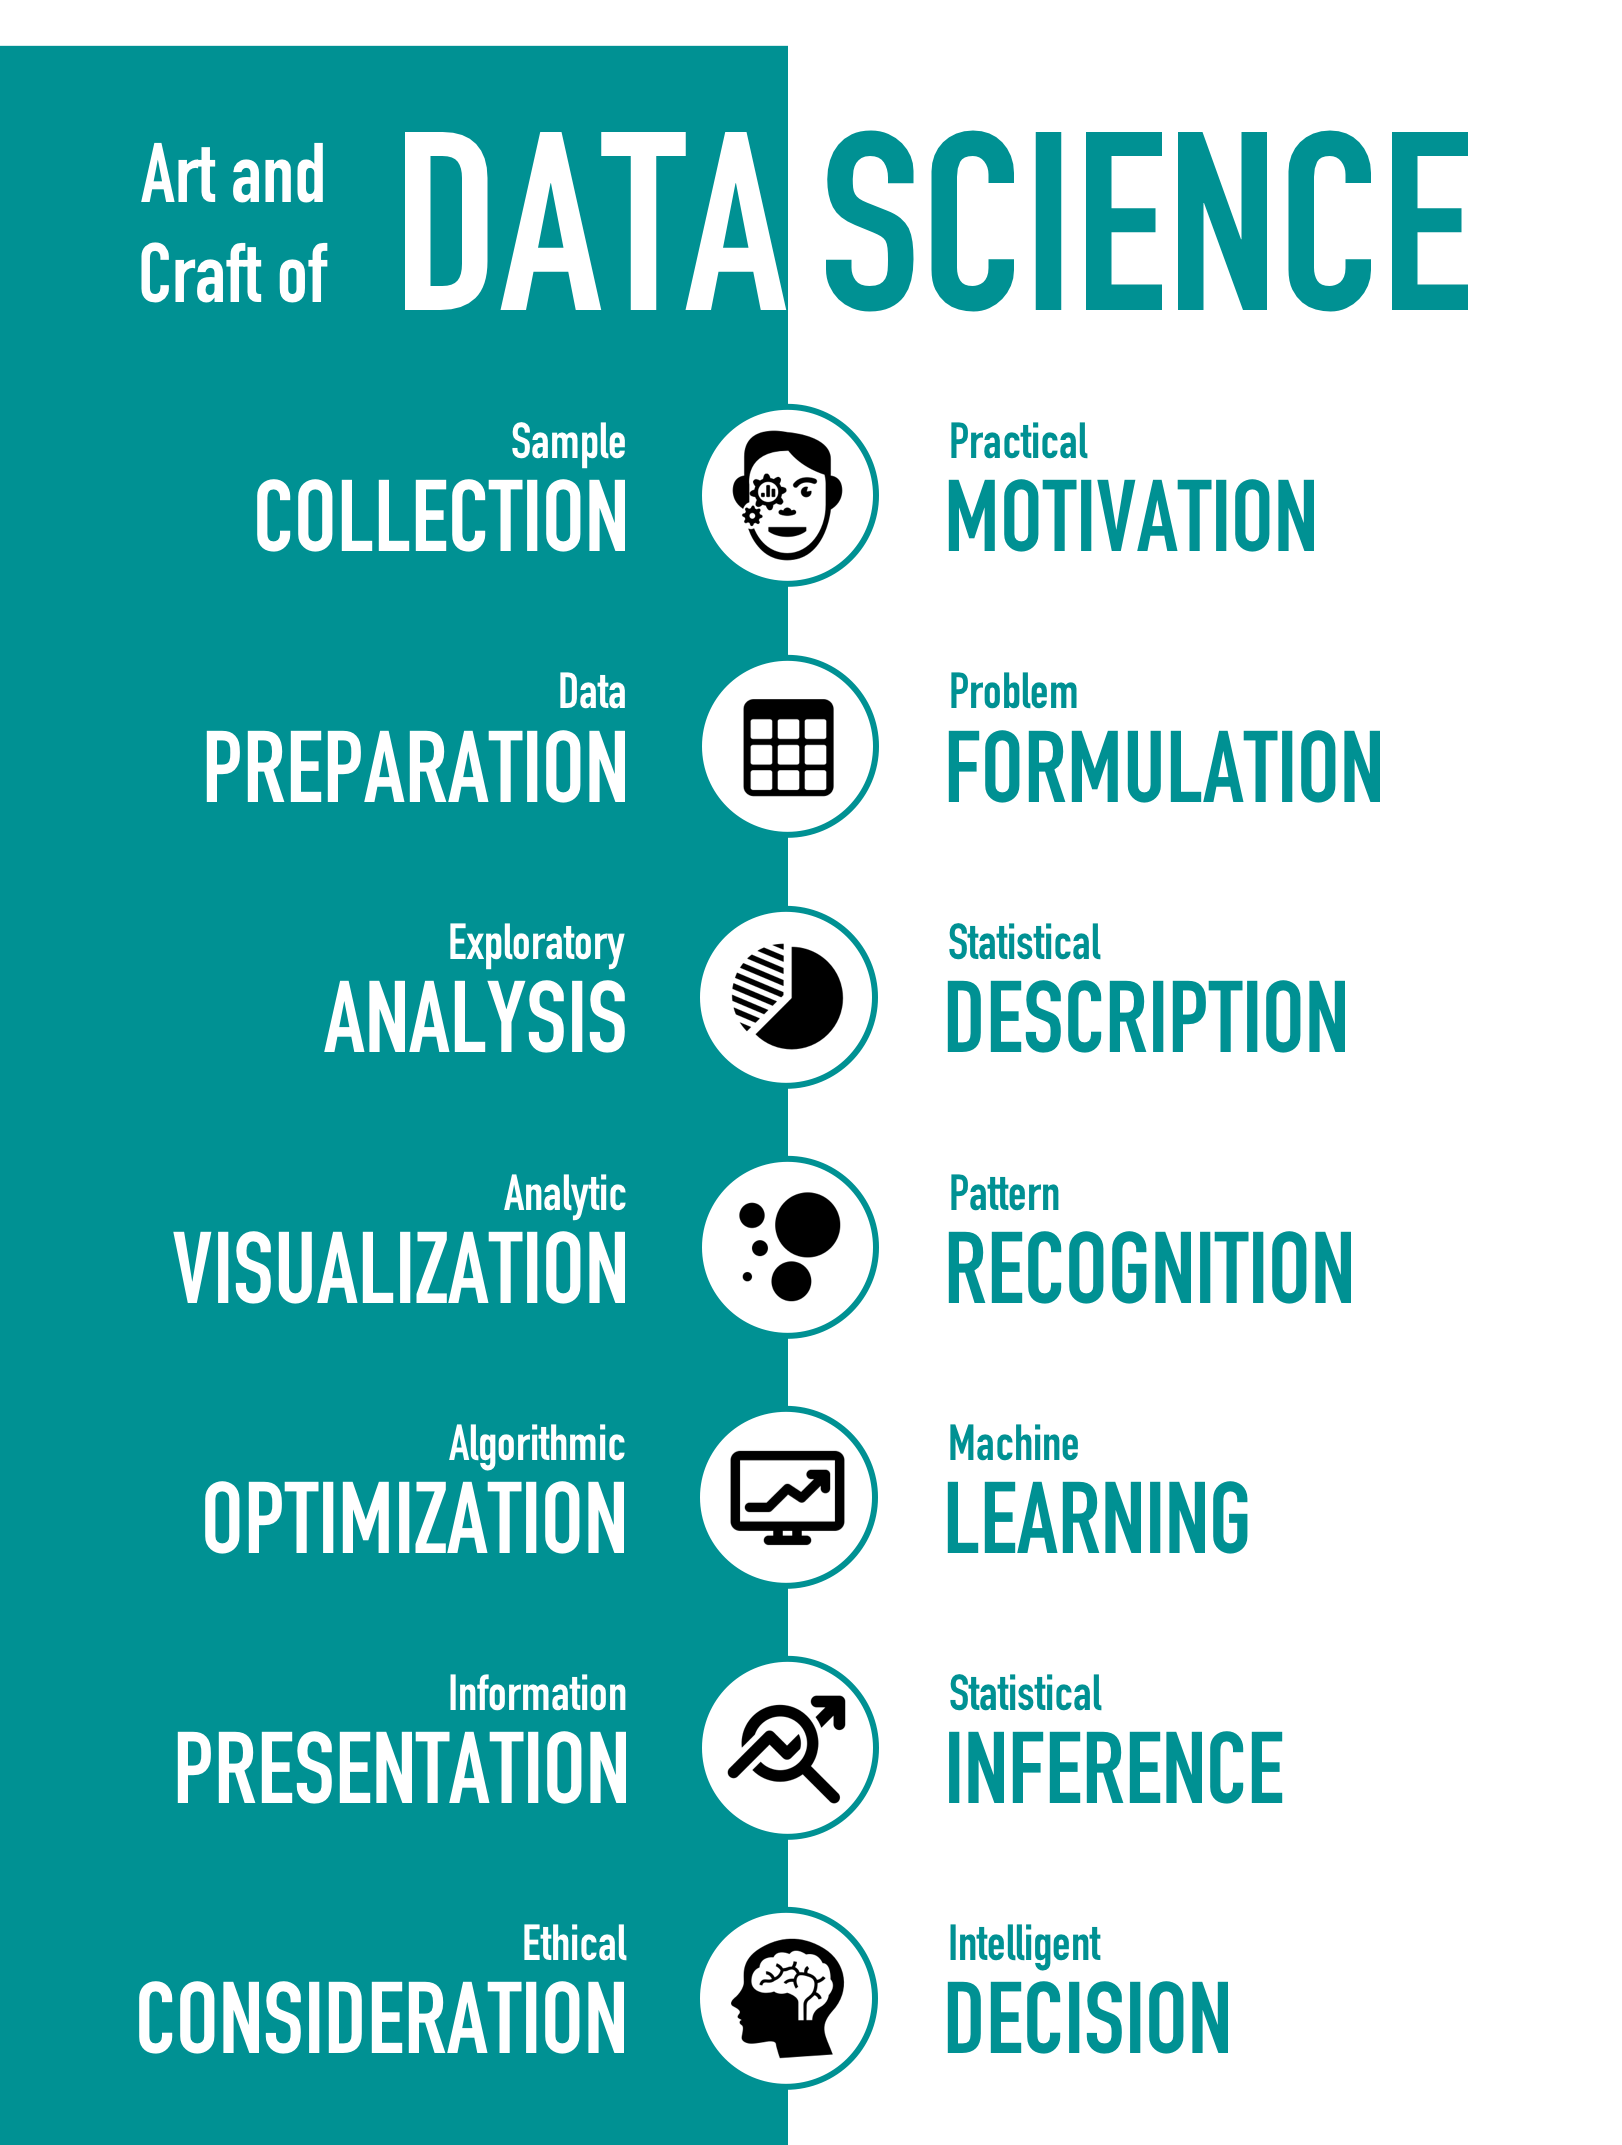 Art and
Craft of
DATA SCIENCE
Sample
COLLECTION
Practical
MOTIVATION
Data
PREPARATION
Problem
FORMULATION
Exploratory
ANALYSIS
Statistical
DESCRIPTION
Analytic
VISUALIZATION
Pattern
RECOGNITION
Algorithmic
OPTIMIZATION
Machine
LEARNING
Information
PRESENTATION
Statistical
INFERENCE
Ethical
CONSIDERATION
Intelligent
DECISION